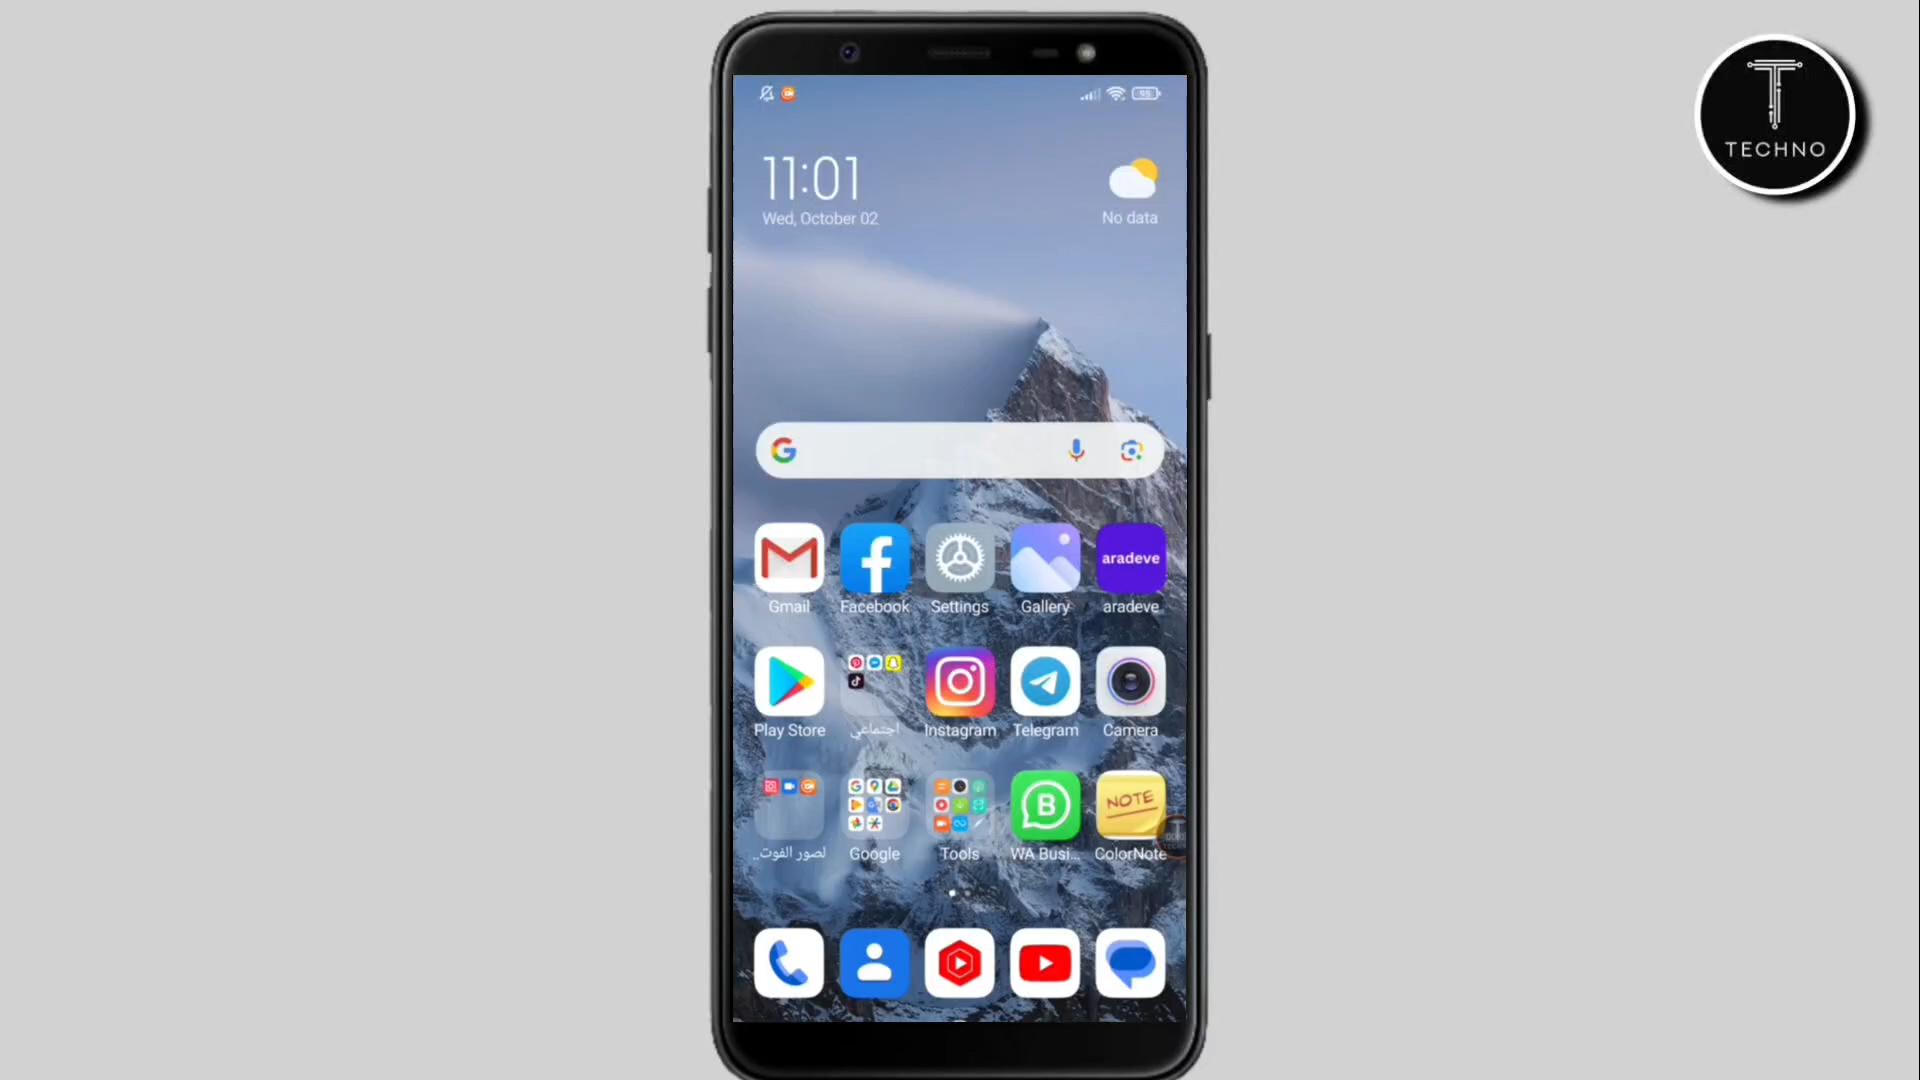 TECHNO
95
11:01
Wed, October 02
No data
aradeve
Gmail
Facebook
Settings
Gallery
aradeve
Play Store
اجتماعي
Instagram
Telegram
Camera
NOTE
لصور الفوت..
Google
Tools
WA Busi...
ColorNote